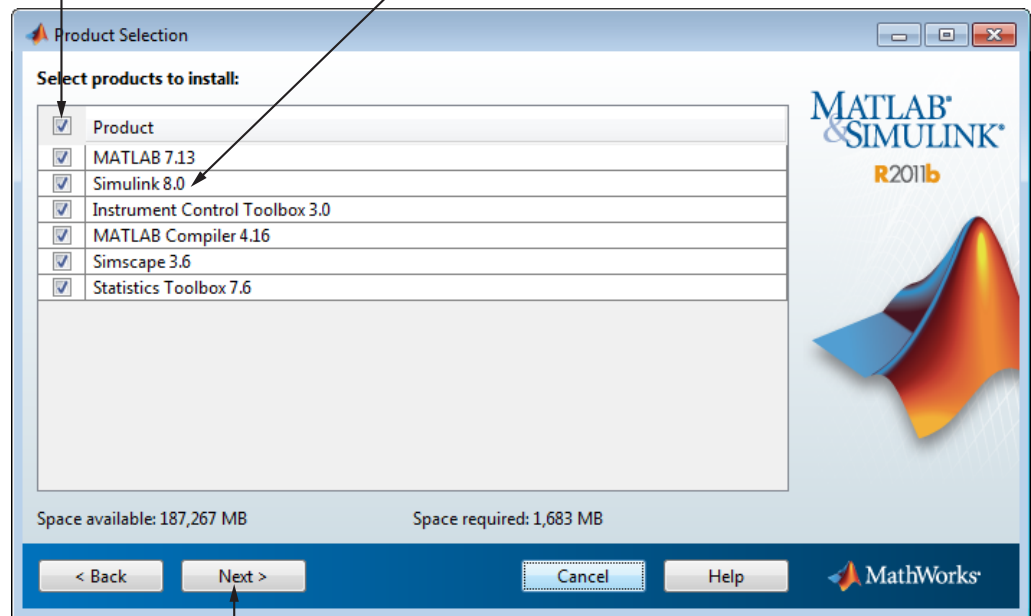 Product Selection
Select products to install:
Product
MATLAB 7.13
Simulink 8.0
Instrument Control Toolbox 3.0
MATLAB Compiler 4.16
Simscape 3.6
Statistics Toolbox 7.6
MATLAB®
&SIMULINK®
R2011b
Space available: 187,267 MB Space required: 1,683 MB
< Back Next > Cancel Help MathWorks®